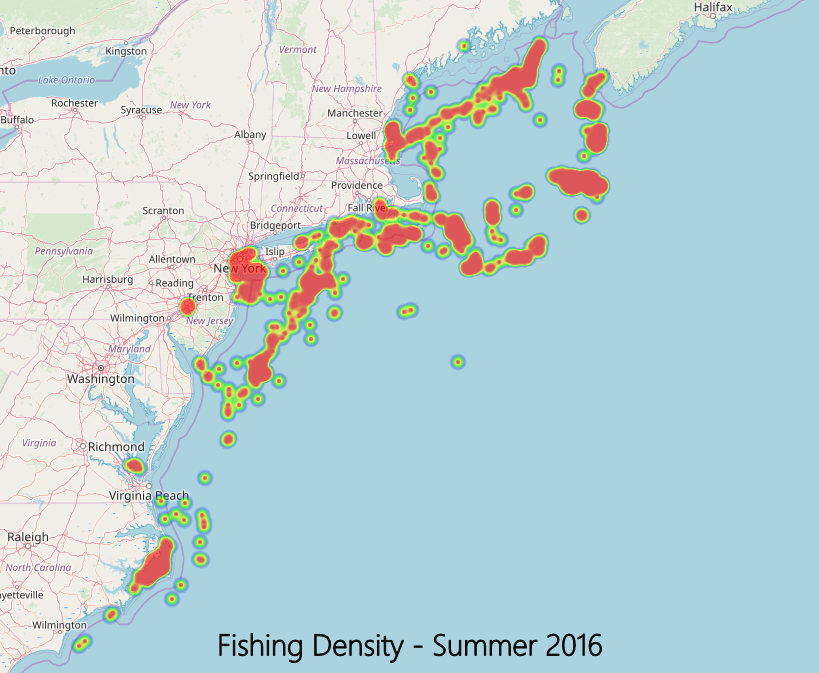 Halifax
Peterborough
Kingston
nto
Lake Ontario
Vermont
Rochester
New York
Syracuse
New Hampshire
Buffalo
Manchester
Albany
Lowell
Massachusetts
Springfield
Providence
Connecticut
Fall River
Scranton
Bridgeport
Pennsylvania
Islip
Allentown
New York
Harrisburg
Reading
Trenton
Wilmington
New Jersey
Maryland
Washington
Virginia
Richmond
Virginia Beach
Raleigh
North Carolina
ayetteville
Wilmington
Fishing Density - Summer 2016